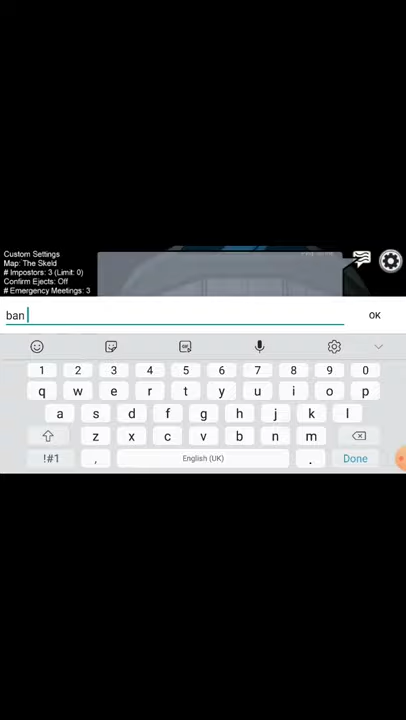 Custom Settings
Map: The Skeld
# Impostors: 3 (Limit: 0)
Confirm Ejects: Off
# Emergency Meetings: 3
ban
OK
1 2 3 4 5 6 7 8 9 0
q w e r t y u i o p
a s d f g h j k l
z x c v b n m
!#1 , English (UK) . Done